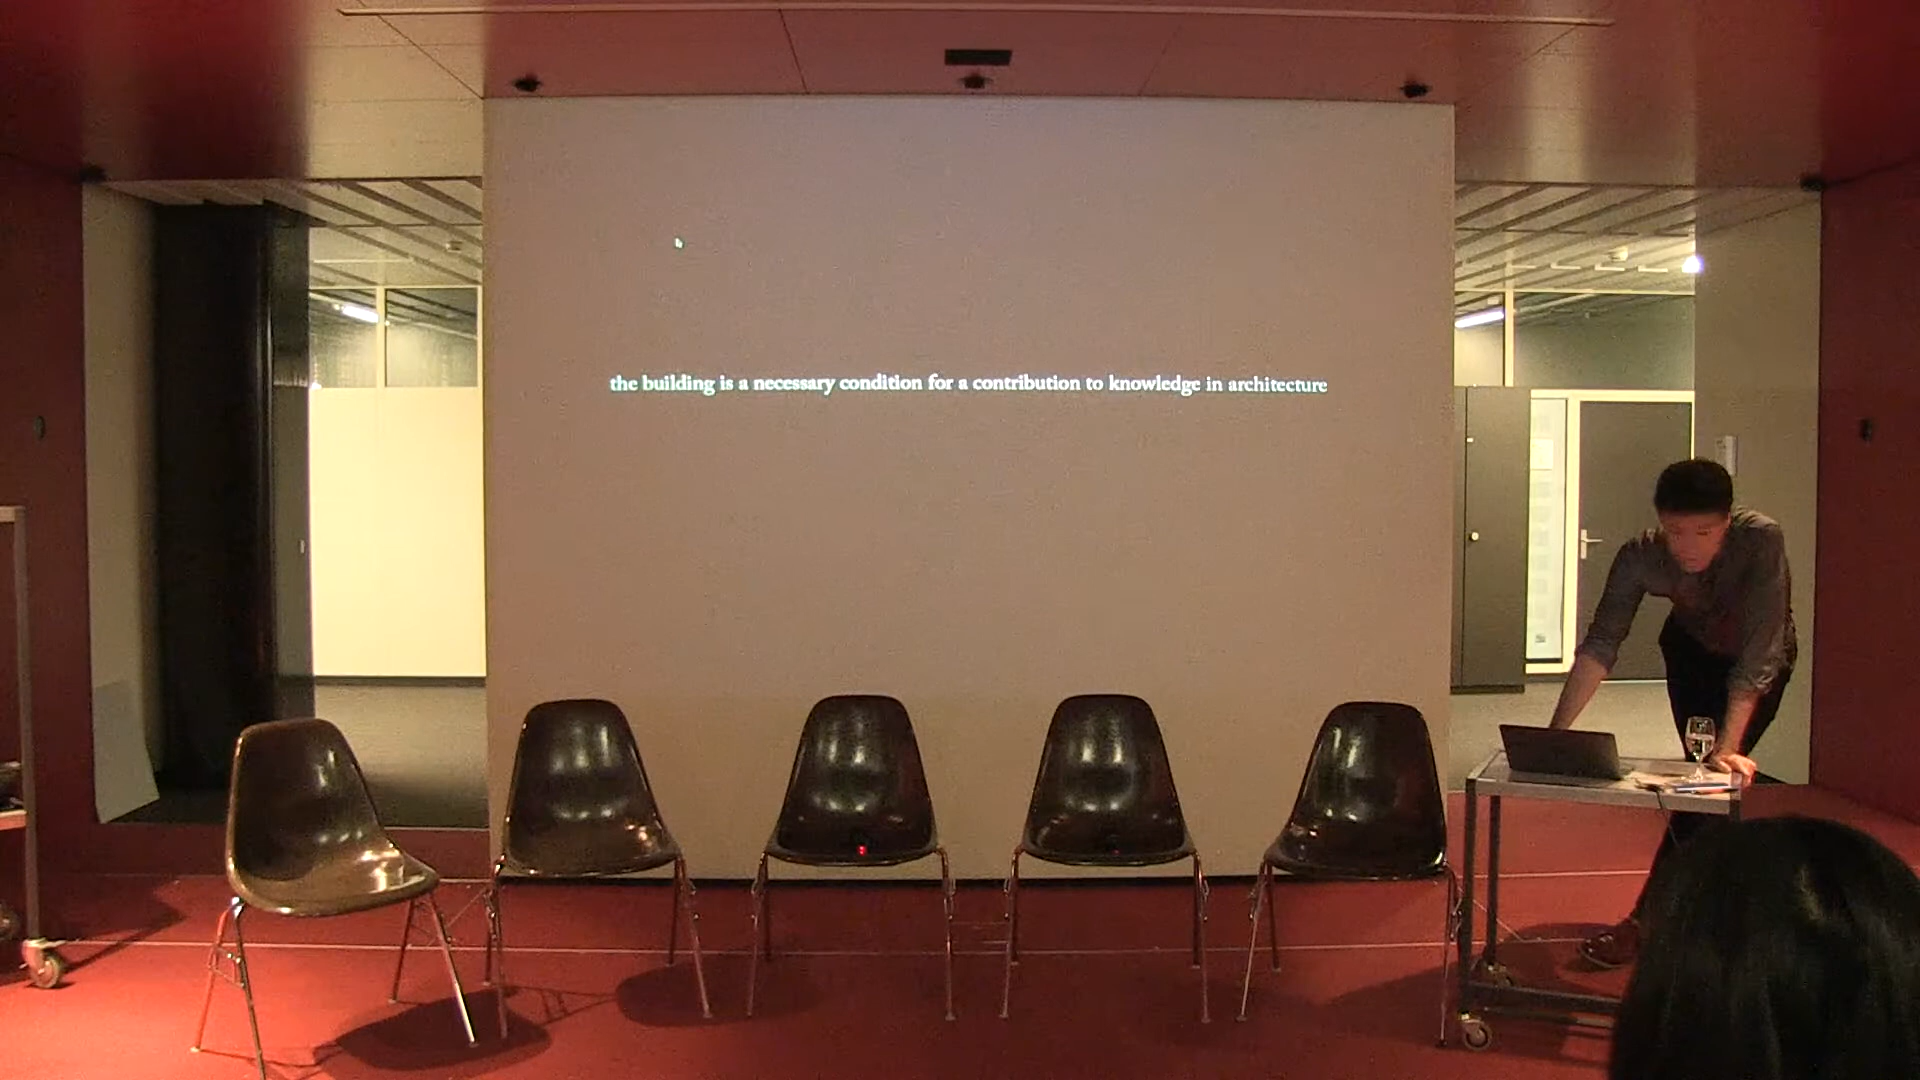 the building is a necessary condition for a contribution to knowledge in architecture